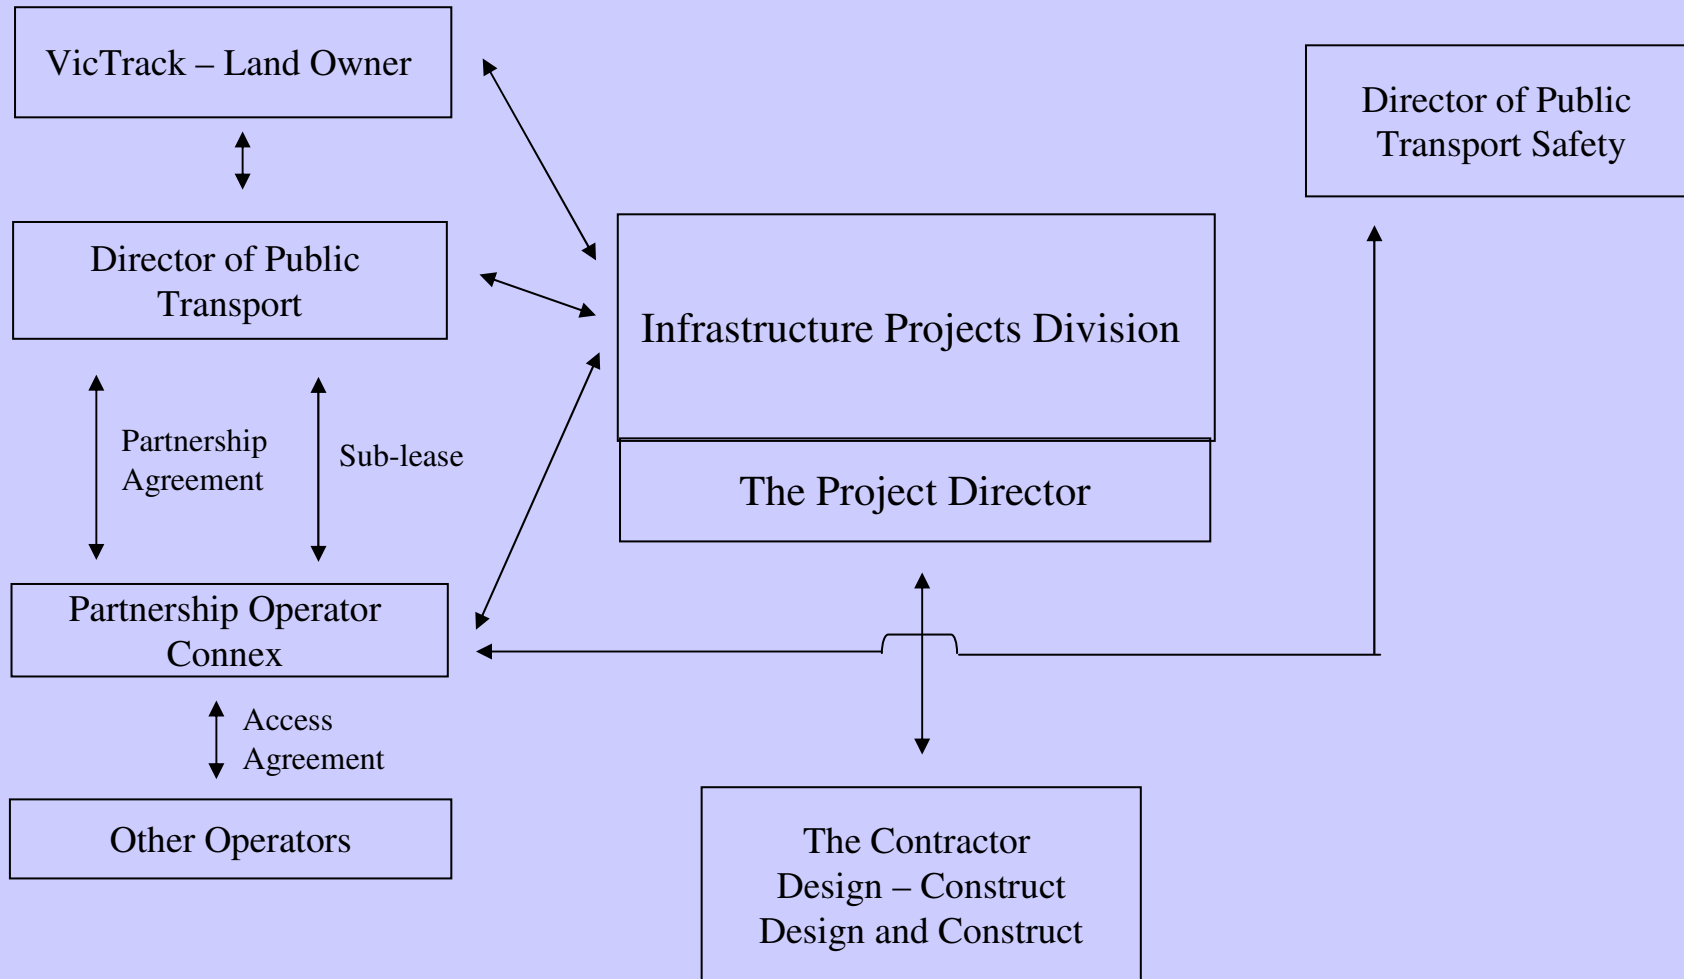 VicTrack – Land Owner
Director of Public
Transport Safety
Director of Public
Transport
Infrastructure Projects Division
The Project Director
Partnership
Agreement
Sub-lease
Partnership Operator
Connex
Access
Agreement
Other Operators
The Contractor
Design – Construct
Design and Construct